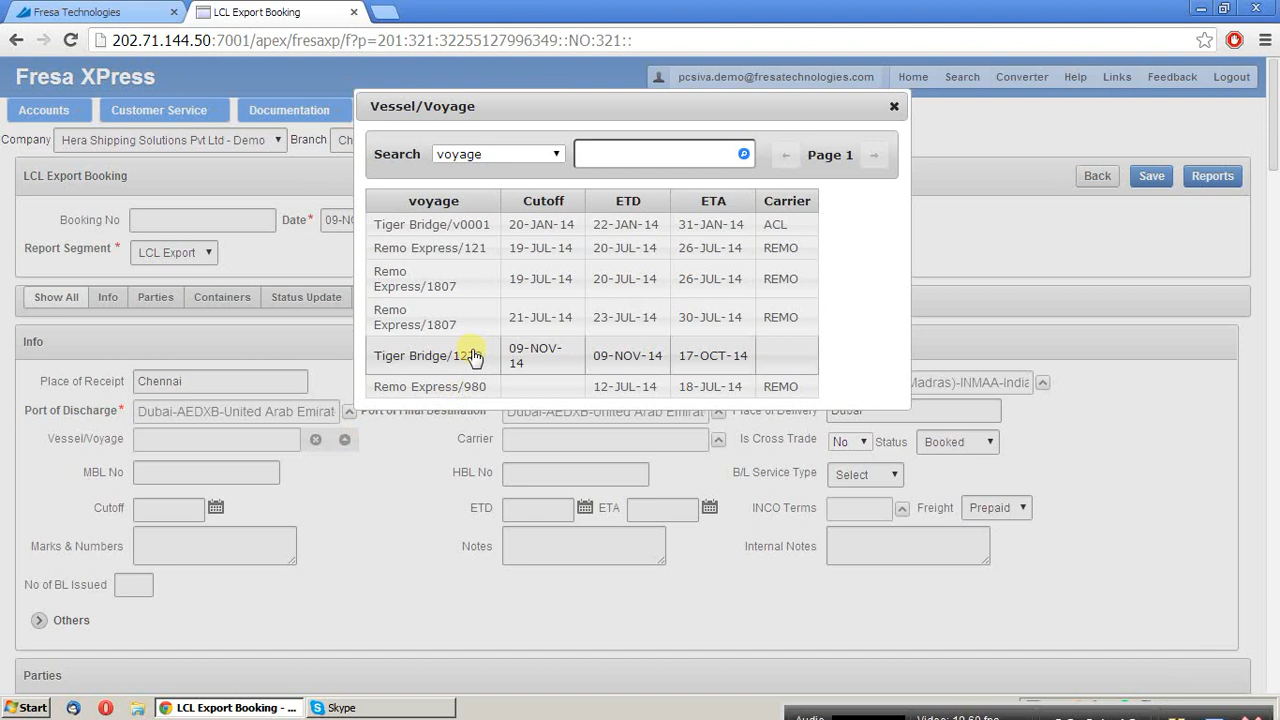 Fresa Technologies
LCL Export Booking
202.71.144.50:7001/apex/fresaxp/f?p=201:321:32255127996349::NO:321::
Fresa XPress
pcsiva.demo@fresatechnologies.com Home Search Converter Help Links Feedback Logout
Accounts Customer Service Documentation
Company Hera Shipping Solutions Pvt Ltd - Demo Branch
Vessel/Voyage
Search voyage Page 1
voyage Cutoff ETD ETA Carrier
Tiger Bridge/v0001 20-JAN-14 22-JAN-14 31-JAN-14 ACL
Remo Express/121 19-JUL-14 20-JUL-14 26-JUL-14 REMO
Remo
Express/1807 19-JUL-14 20-JUL-14 26-JUL-14 REMO
Remo
Express/1807 21-JUL-14 23-JUL-14 30-JUL-14 REMO
Tiger 09-NOV-
14 09-NOV-14 17-OCT-14
Remo Express/980 12-JUL-14 18-JUL-14 REMO
LCL Export Booking Back Save Reports
Booking No Date *
Report Segment * LCL Export
Show All Info Parties Containers Status Update
Info
Place of Receipt Chennai (Madras)-INMAA-India
Port of Discharge * Dubai-AEDXB-United Arab Emirat Port of Final Destination Dubai-AEDXB-United Arab Emirat Place of Delivery Dubai
Vessel/Voyage Carrier Is Cross Trade No Status Booked
MBL No HBL No B/L Service Type Select
Cutoff ETD ETA INCO Terms Freight Prepaid
Marks & Numbers Notes Internal Notes
No of BL Issued
Others
Parties
Start LCL Export Booking - ... Skype